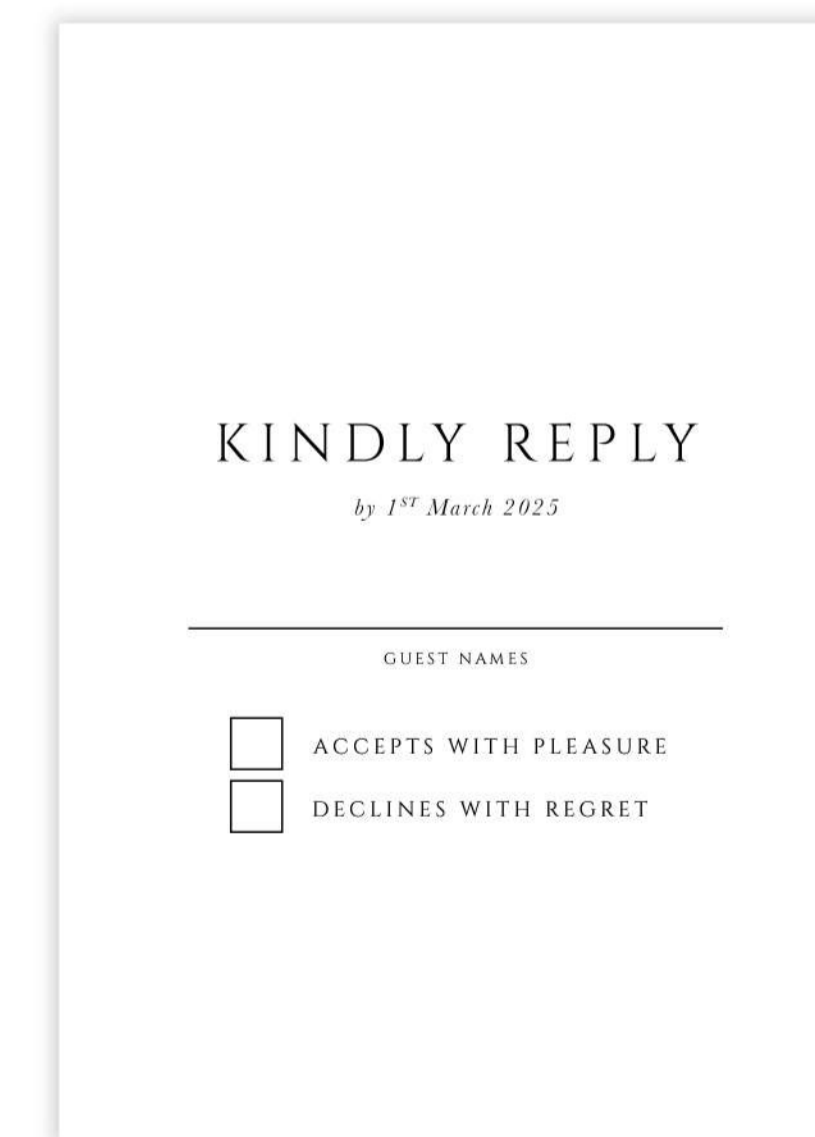 KINDLY REPLY
by 1ST March 2025
GUEST NAMES
ACCEPTS WITH PLEASURE
DECLINES WITH REGRET